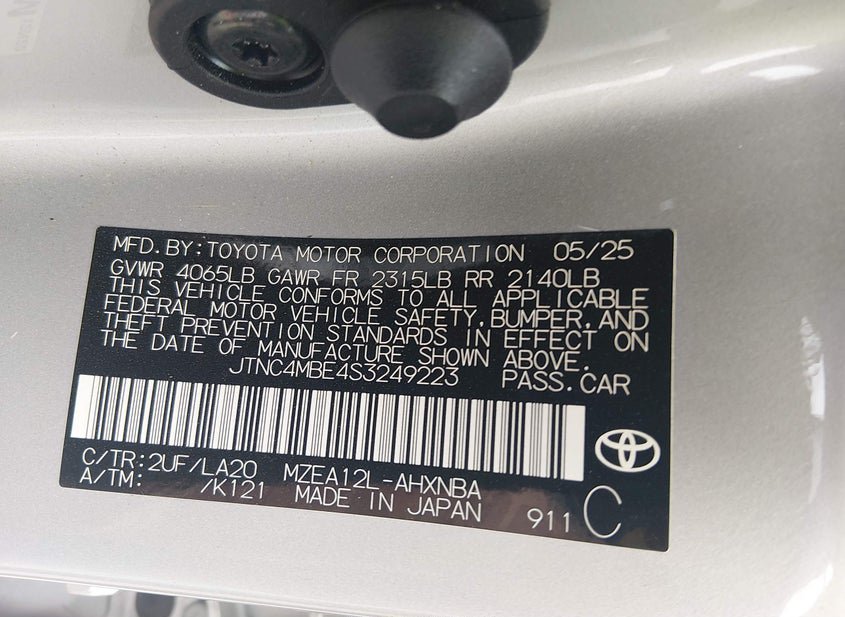 MFD.BY:TOYOTA MOTOR CORPORATION 05/25
GVWR 4065LB GAWR FR 2315LB RR 2140LB
THIS VEHICLE CONFORMS TO ALL APPLICABLE
FEDERAL MOTOR VEHICLE SAFETY,BUMPER,AND
THEFT PREVENTION STANDARDS IN EFFECT ON
THE DATE OF MANUFACTURE SHOWN ABOVE.
JTNC4MBE4S3249223 PASS.CAR
C/TR:2UF/LA20 MZEA12L-AHXNBA
A/TM: /K121 MADE IN JAPAN 911 C